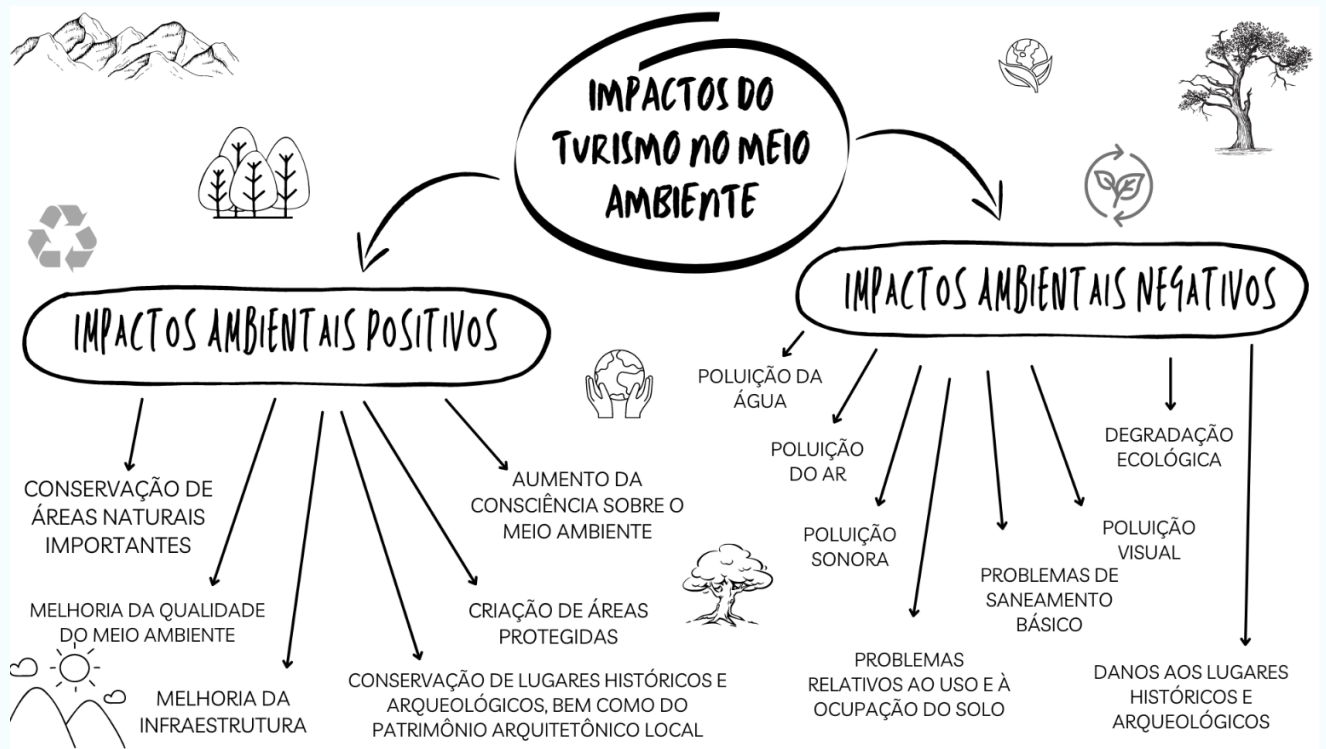 IMPACTOS DO
TURISMO NO MEIO
AMBIENTE
IMPACTOS AMBIENTAIS POSITIVOS
CONSERVAÇÃO DE
ÁREAS NATURAIS
IMPORTANTES
MELHORIA DA QUALIDADE
DO MEIO AMBIENTE
MELHORIA DA
INFRAESTRUTURA
CONSERVAÇÃO DE LUGARES HISTÓRICOS E
ARQUEOLÓGICOS, BEM COMO DO
PATRIMÔNIO ARQUITETÔNICO LOCAL
CRIAÇÃO DE ÁREAS
PROTEGIDAS
AUMENTO DA
CONSCIÊNCIA SOBRE O
MEIO AMBIENTE
IMPACTOS AMBIENTAIS NEGATIVOS
POLUIÇÃO DA
ÁGUA
POLUIÇÃO
DO AR
POLUIÇÃO
SONORA
PROBLEMAS
RELATIVOS AO USO E À
OCUPAÇÃO DO SOLO
PROBLEMAS DE
SANEAMENTO
BÁSICO
POLUIÇÃO
VISUAL
DEGRADAÇÃO
ECOLÓGICA
DANOS AOS LUGARES
HISTÓRICOS E
ARQUEOLÓGICOS